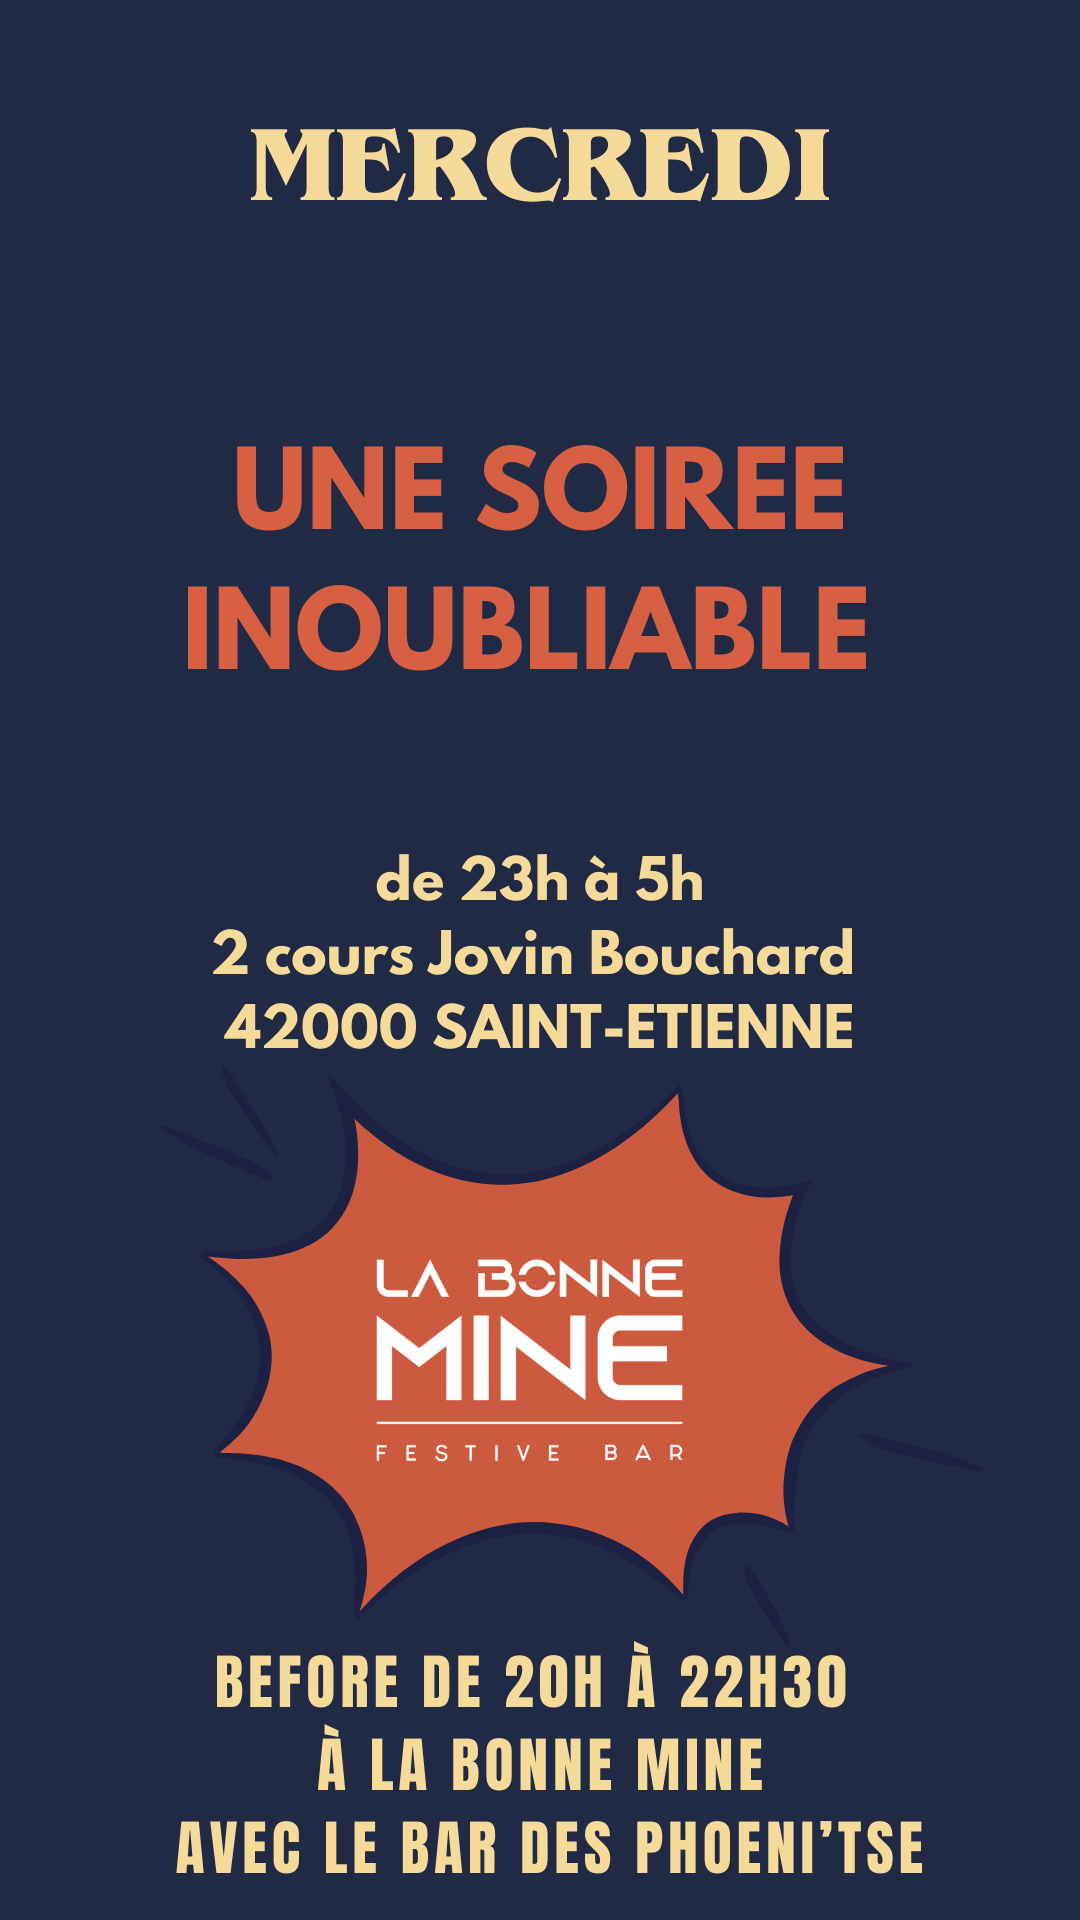 MERCREDI
UNE SOIREE
INOUBLIABLE
de 23h à 5h
2 cours Jovin Bouchard
42000 SAINT-ETIENNE
LA BONNE
MINE
FESTIVE BAR
BEFORE DE 20H À 22H30
À LA BONNE MINE
AVEC LE BAR DES PHOENI’TSE